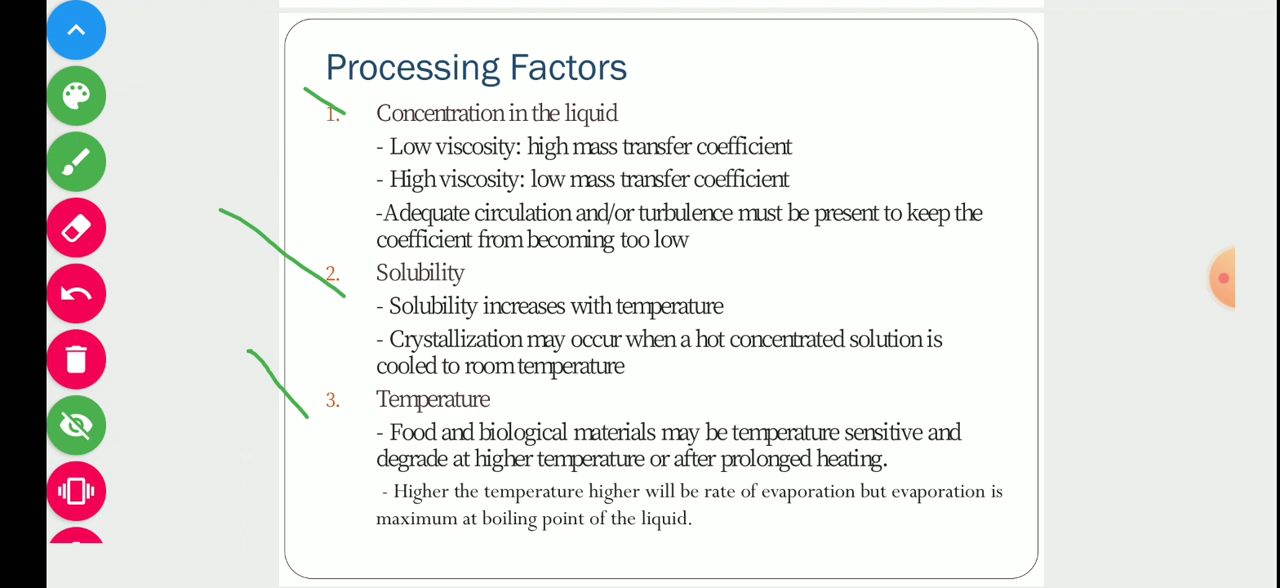 Processing Factors
1. Concentration in the liquid
- Low viscosity: high mass transfer coefficient
- High viscosity: low mass transfer coefficient
-Adequate circulation and/or turbulence must be present to keep the
coefficient from becoming too low
2. Solubility
- Solubility increases with temperature
- Crystallization may occur when a hot concentrated solution is
cooled to room temperature
3. Temperature
- Food and biological materials may be temperature sensitive and
degrade at higher temperature or after prolonged heating.
- Higher the temperature higher will be rate of evaporation but evaporation is
maximum at boiling point of the liquid.